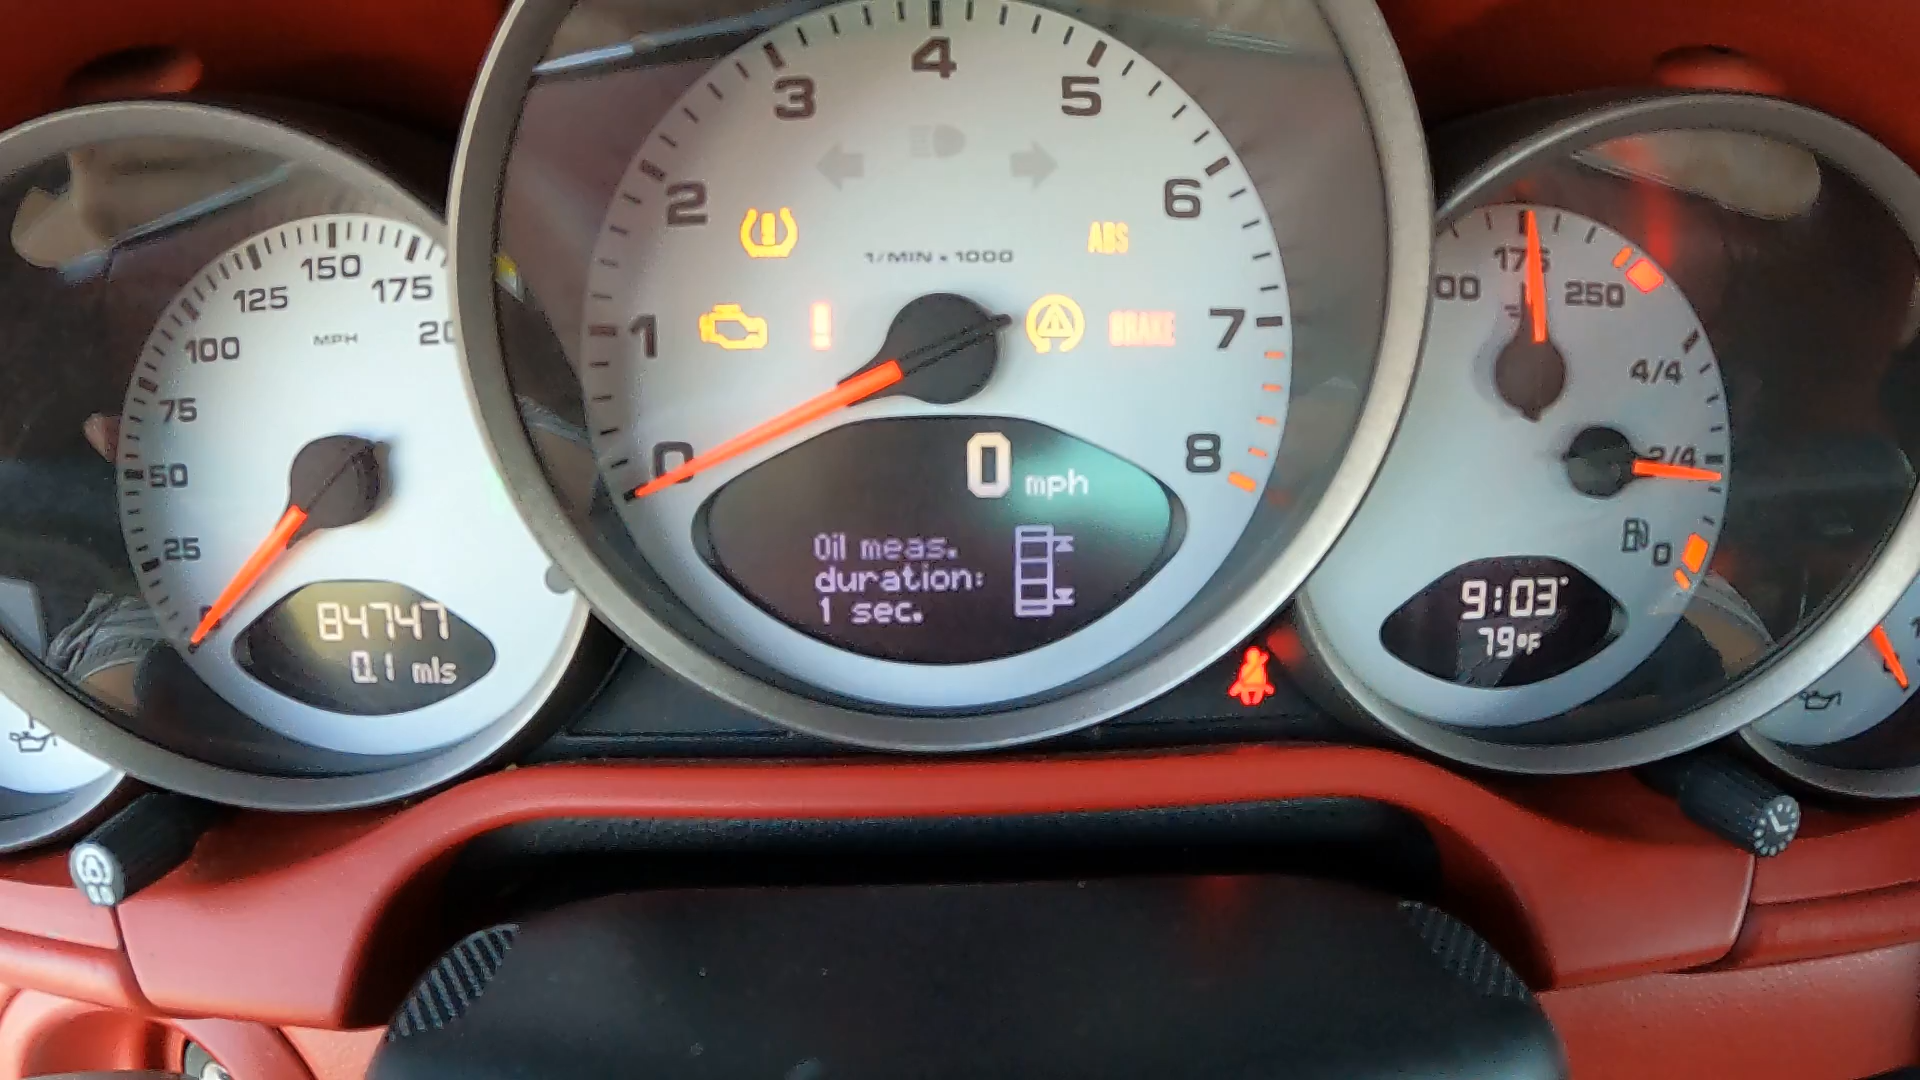 150
125
175
100
MPH
75
50
25
84747
0.1 mls
4
3
5
2
6
ABS
1/MIN x 1000
1
!
BRAKE
7
0
8
0 mph
Oil meas.
duration:
1 sec.
175
250
4/4
2/4
0
9:03
79°F